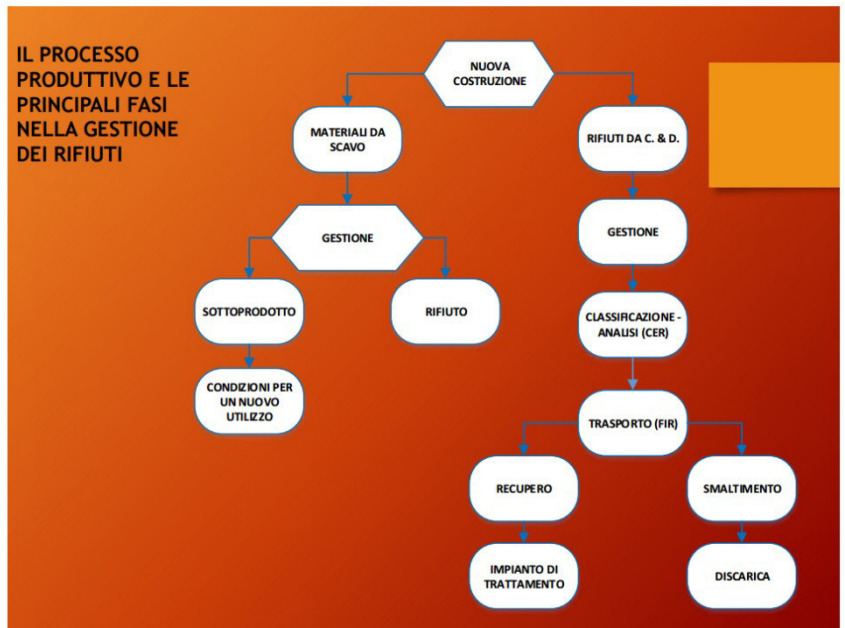 IL PROCESSO
PRODUTTIVO E LE
PRINCIPALI FASI
NELLA GESTIONE
DEI RIFIUTI
NUOVA
COSTRUZIONE
MATERIALI DA
SCAVO
RIFIUTI DA C. & D.
GESTIONE
GESTIONE
SOTTOPRODOTTO
RIFIUTO
CLASSIFICAZIONE -
ANALISI (CER)
CONDIZIONI PER
UN NUOVO
UTILIZZO
TRASPORTO (FIR)
RECUPERO
SMALTIMENTO
IMPIANTO DI
TRATTAMENTO
DISCARICA